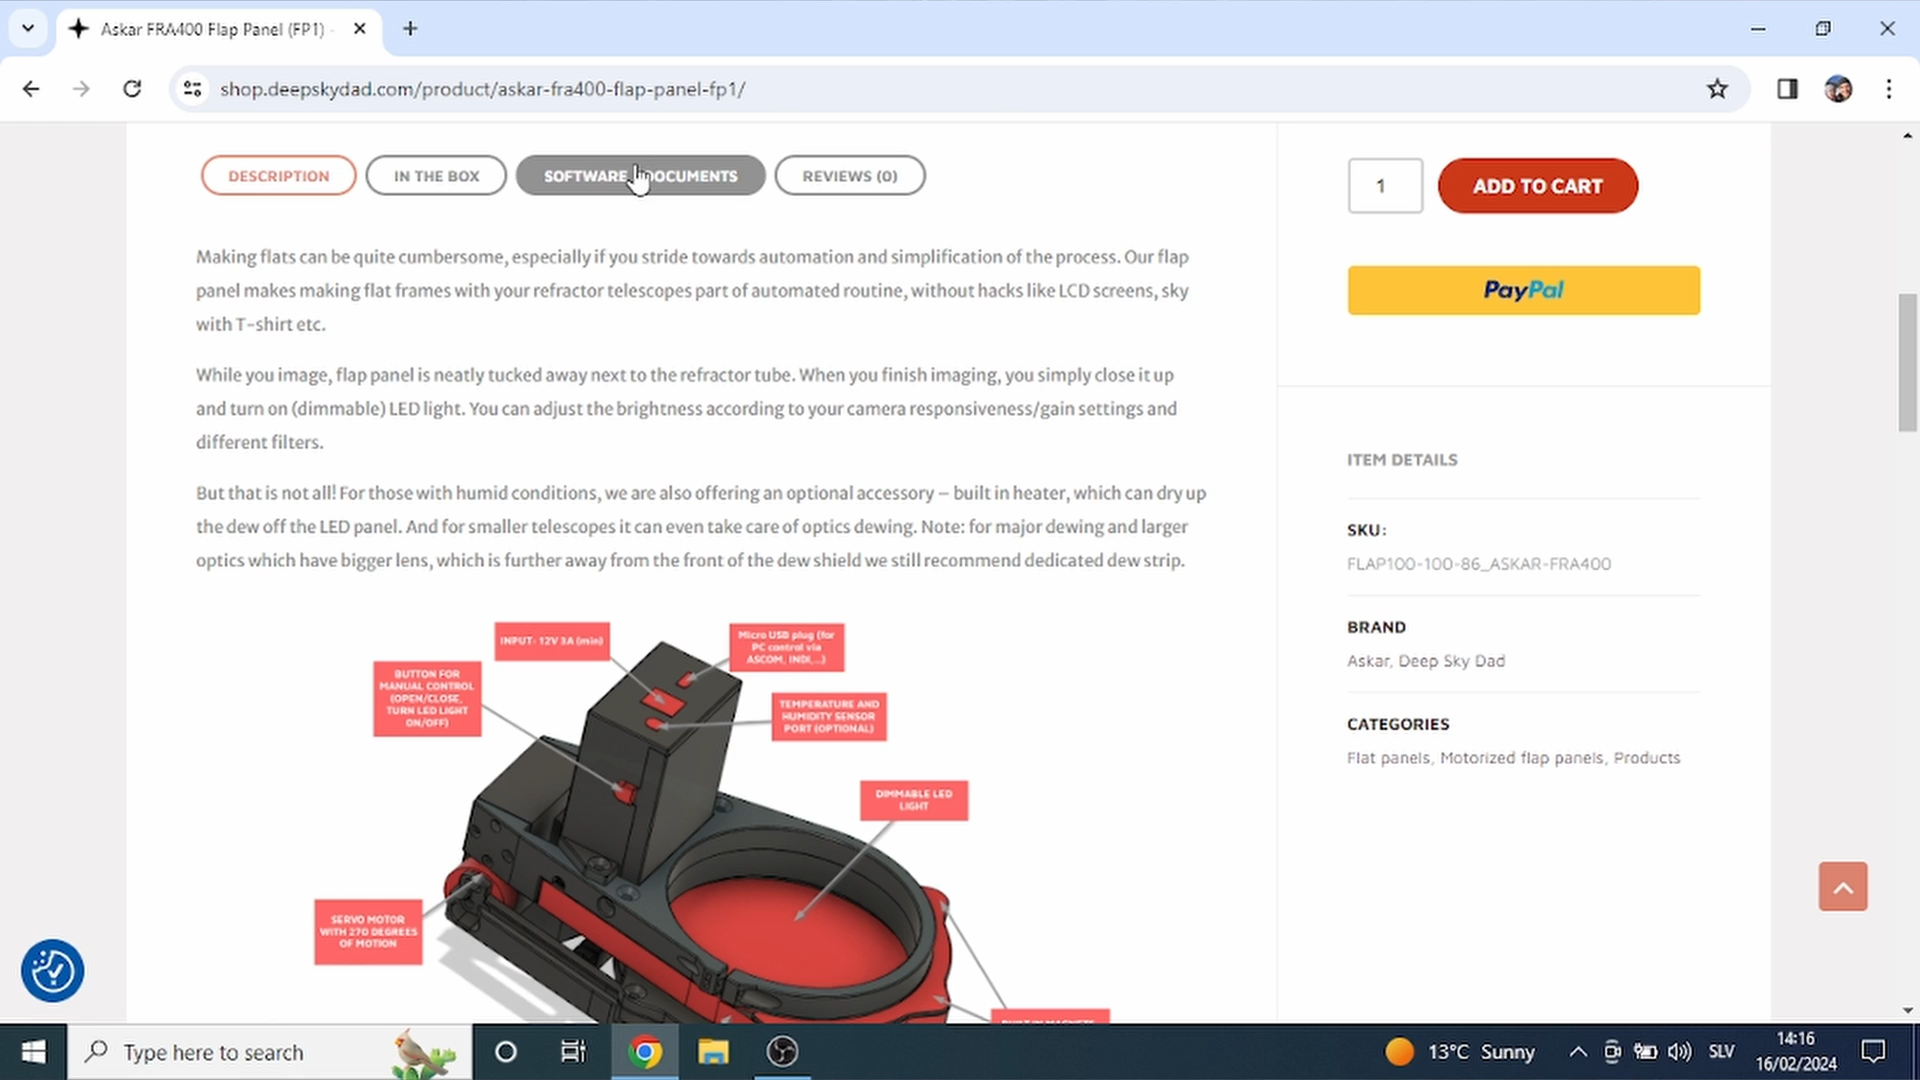 Askar FRA400 Flap Panel (FP1) -
shop.deepskydad.com/product/askar-fra400-flap-panel-fp1/
DESCRIPTION
IN THE BOX
SOFTWARE DOCUMENTS
REVIEWS (0)
1
ADD TO CART
PayPal
Making flats can be quite cumbersome, especially if you stride towards automation and simplification of the process. Our flap
panel makes making flat frames with your refractor telescopes part of automated routine, without hacks like LCD screens, sky
with T-shirt etc.
While you image, flap panel is neatly tucked away next to the refractor tube. When you finish imaging, you simply close it up
and turn on (dimmable) LED light. You can adjust the brightness according to your camera responsiveness/gain settings and
different filters.
But that is not all! For those with humid conditions, we are also offering an optional accessory – built in heater, which can dry up
the dew off the LED panel. And for smaller telescopes it can even take care of optics dewing. Note: for major dewing and larger
optics which have bigger lens, which is further away from the front of the dew shield we still recommend dedicated dew strip.
INPUT: 12V 3A (min)
Micro USB plug (for
PC control via
ASCOM, INDI,...)
BUTTON FOR
MANUAL CONTROL
(OPEN/CLOSE,
TURN LED LIGHT
ON/OFF)
TEMPERATURE AND
HUMIDITY SENSOR
PORT (OPTIONAL)
DIMMABLE LED
LIGHT
SERVO MOTOR
WITH 270 DEGREES
OF MOTION
ITEM DETAILS
SKU:
FLAP100-100-86_ASKAR-FRA400
BRAND
Askar, Deep Sky Dad
CATEGORIES
Flat panels, Motorized flap panels, Products
Type here to search
13°C Sunny
SLV
14:16
16/02/2024